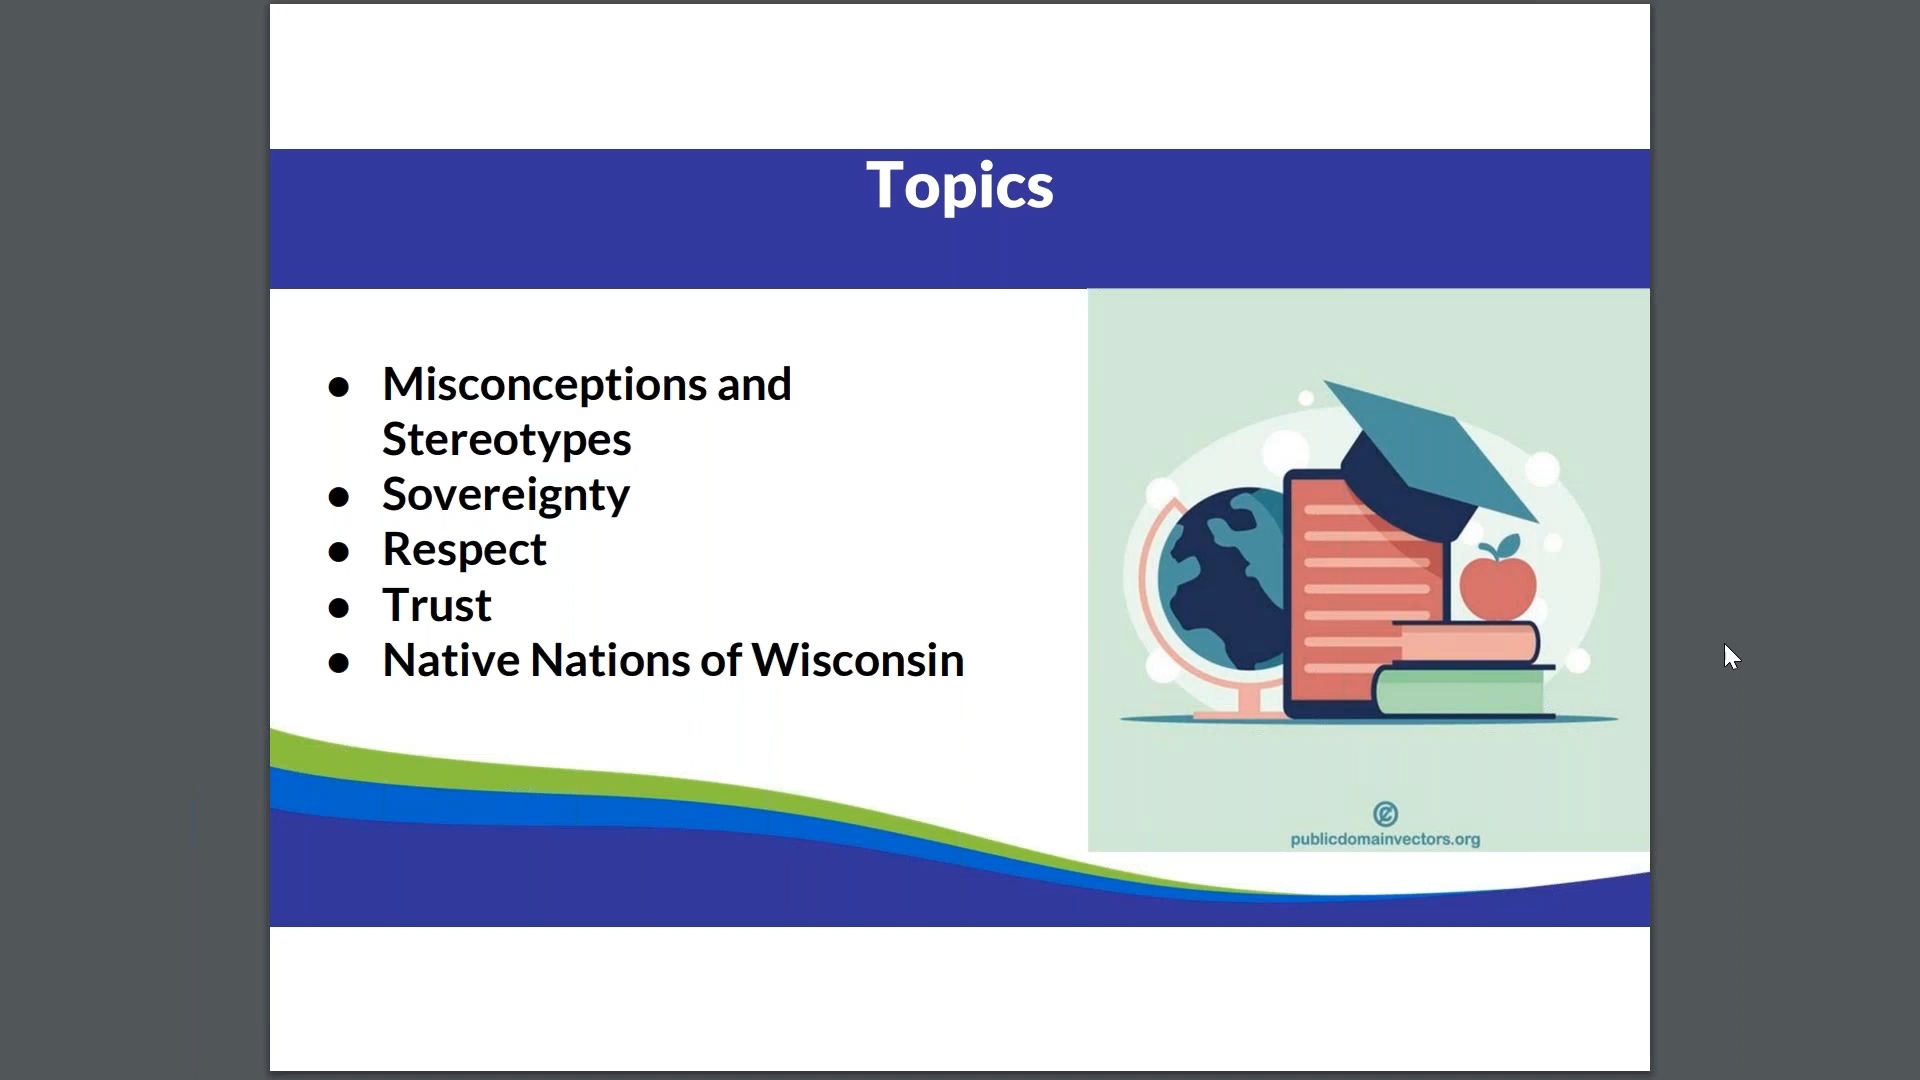 Topics
● Misconceptions and
Stereotypes
● Sovereignty
● Respect
● Trust
● Native Nations of Wisconsin
publicdomainvectors.org